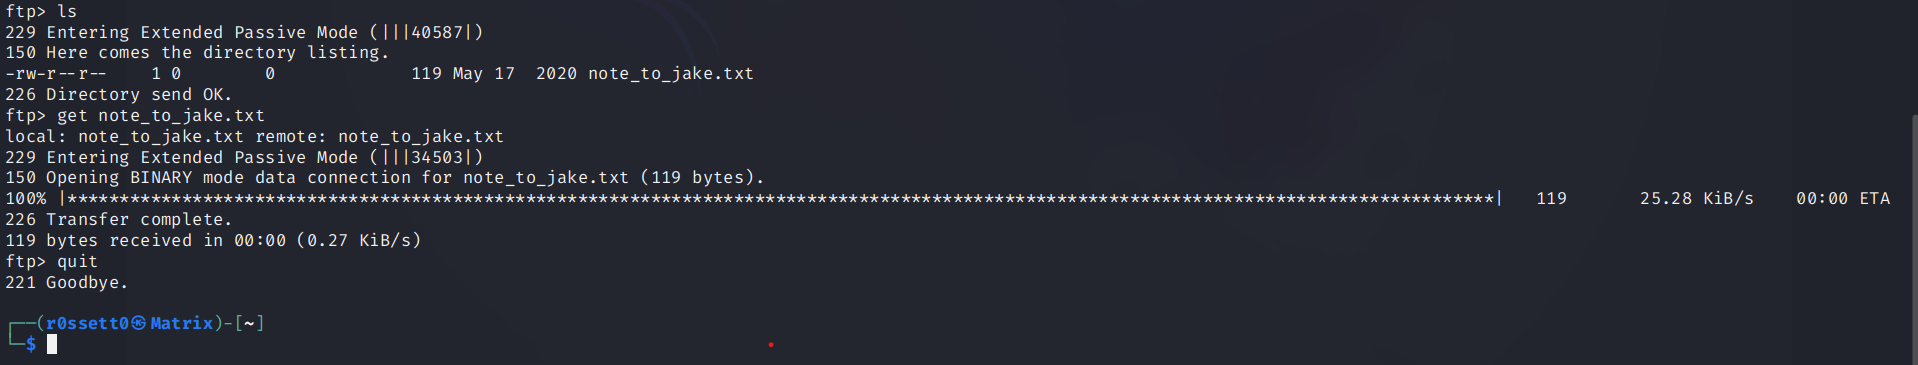 ftp> ls
229 Entering Extended Passive Mode (|||40587|)
150 Here comes the directory listing.
-rw-r--r--    1 0        0             119 May 17  2020 note_to_jake.txt
226 Directory send OK.
ftp> get note_to_jake.txt
local: note_to_jake.txt remote: note_to_jake.txt
229 Entering Extended Passive Mode (|||34503|)
150 Opening BINARY mode data connection for note_to_jake.txt (119 bytes).
100% |*****************************************************************************************************************************************|   119       25.28 KiB/s    00:00 ETA
226 Transfer complete.
119 bytes received in 00:00 (0.27 KiB/s)
ftp> quit
221 Goodbye.
┌──(r0ssett0㉿Matrix)-[~]
└─$